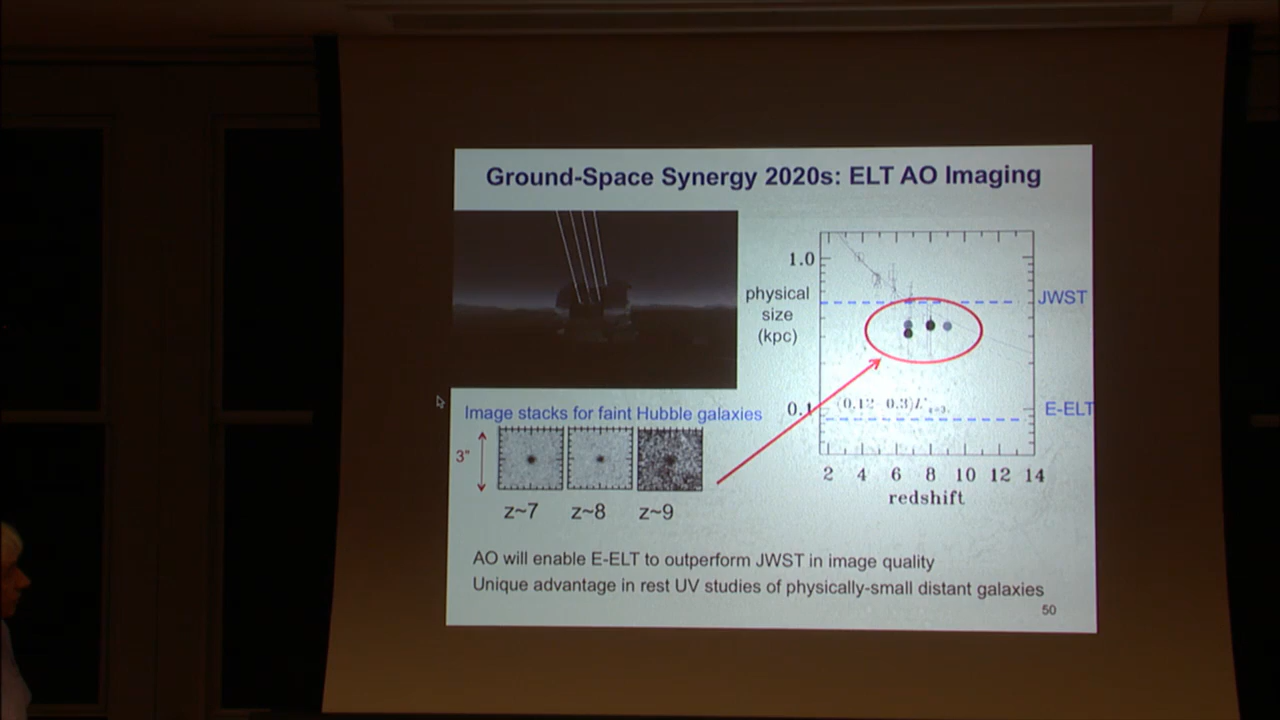 Ground-Space Synergy 2020s: ELT AO Imaging
1.0
physical
size
(kpc)
JWST
0.1
E-ELT
2 4 6 8 10 12 14
redshift
Image stacks for faint Hubble galaxies
3"
z~7 z~8 z~9
AO will enable E-ELT to outperform JWST in image quality
Unique advantage in rest UV studies of physically-small distant galaxies
50